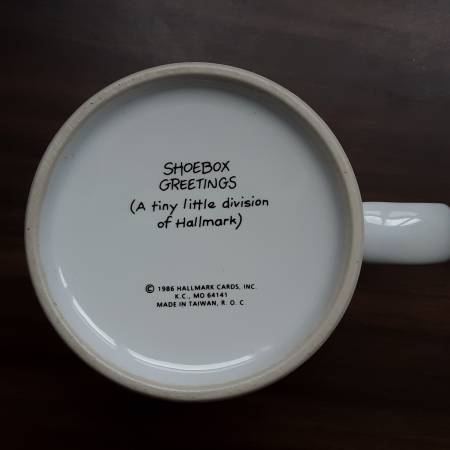 SHOEBOX
GREETINGS
(A tiny little division
of Hallmark)
© 1986 HALLMARK CARDS, INC.
K.C., MO 64141
MADE IN TAIWAN, R. O. C.